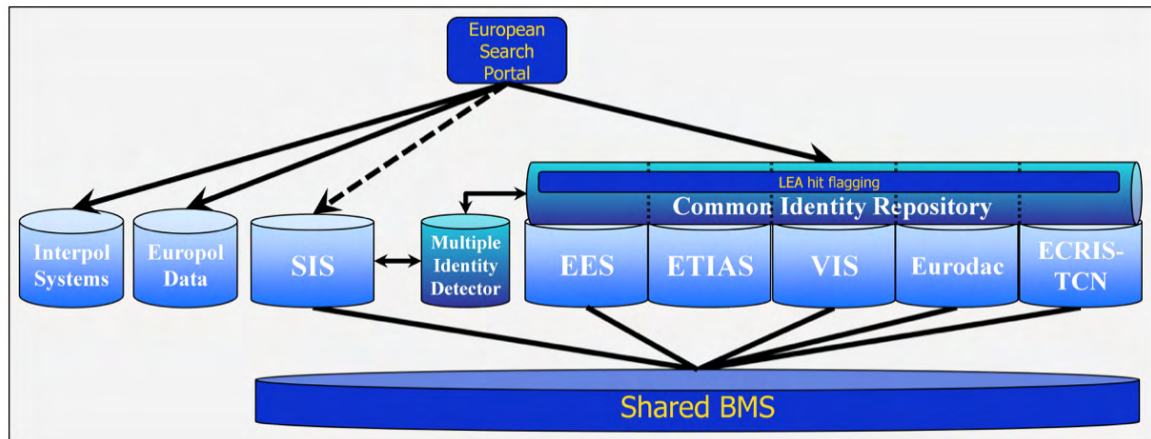 European
Search
Portal
LEA hit flagging
Common Identity Repository
Interpol
Systems
Europol
Data
SIS
Multiple
Identity
Detector
EES
ETIAS
VIS
Eurodac
ECRIS-
TCN
Shared BMS